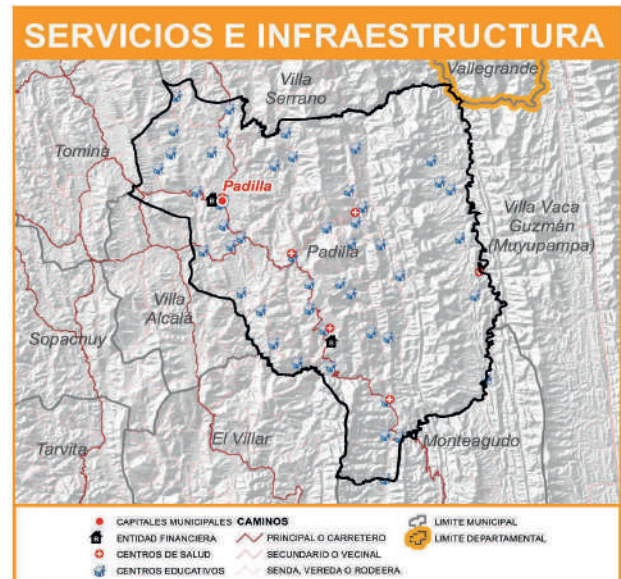 SERVICIOS E INFRAESTRUCTURA
Vallegrande
Villa
Serrano
Tomina
Padilla
Villa Vaca
Guzmán
(Muyupampa)
Padilla
Villa
Alcalá
Sopachuy
El Villar
Monteagudo
Tarvita
CAPITALES MUNICIPALES
ENTIDAD FINANCIERA
CENTROS DE SALUD
CENTROS EDUCATIVOS
CAMINOS
PRINCIPAL O CARRETERO
SECUNDARIO O VECINAL
SENDA, VEREDA O RODEERA
LIMITE MUNICIPAL
LIMITE DEPARTAMENTAL